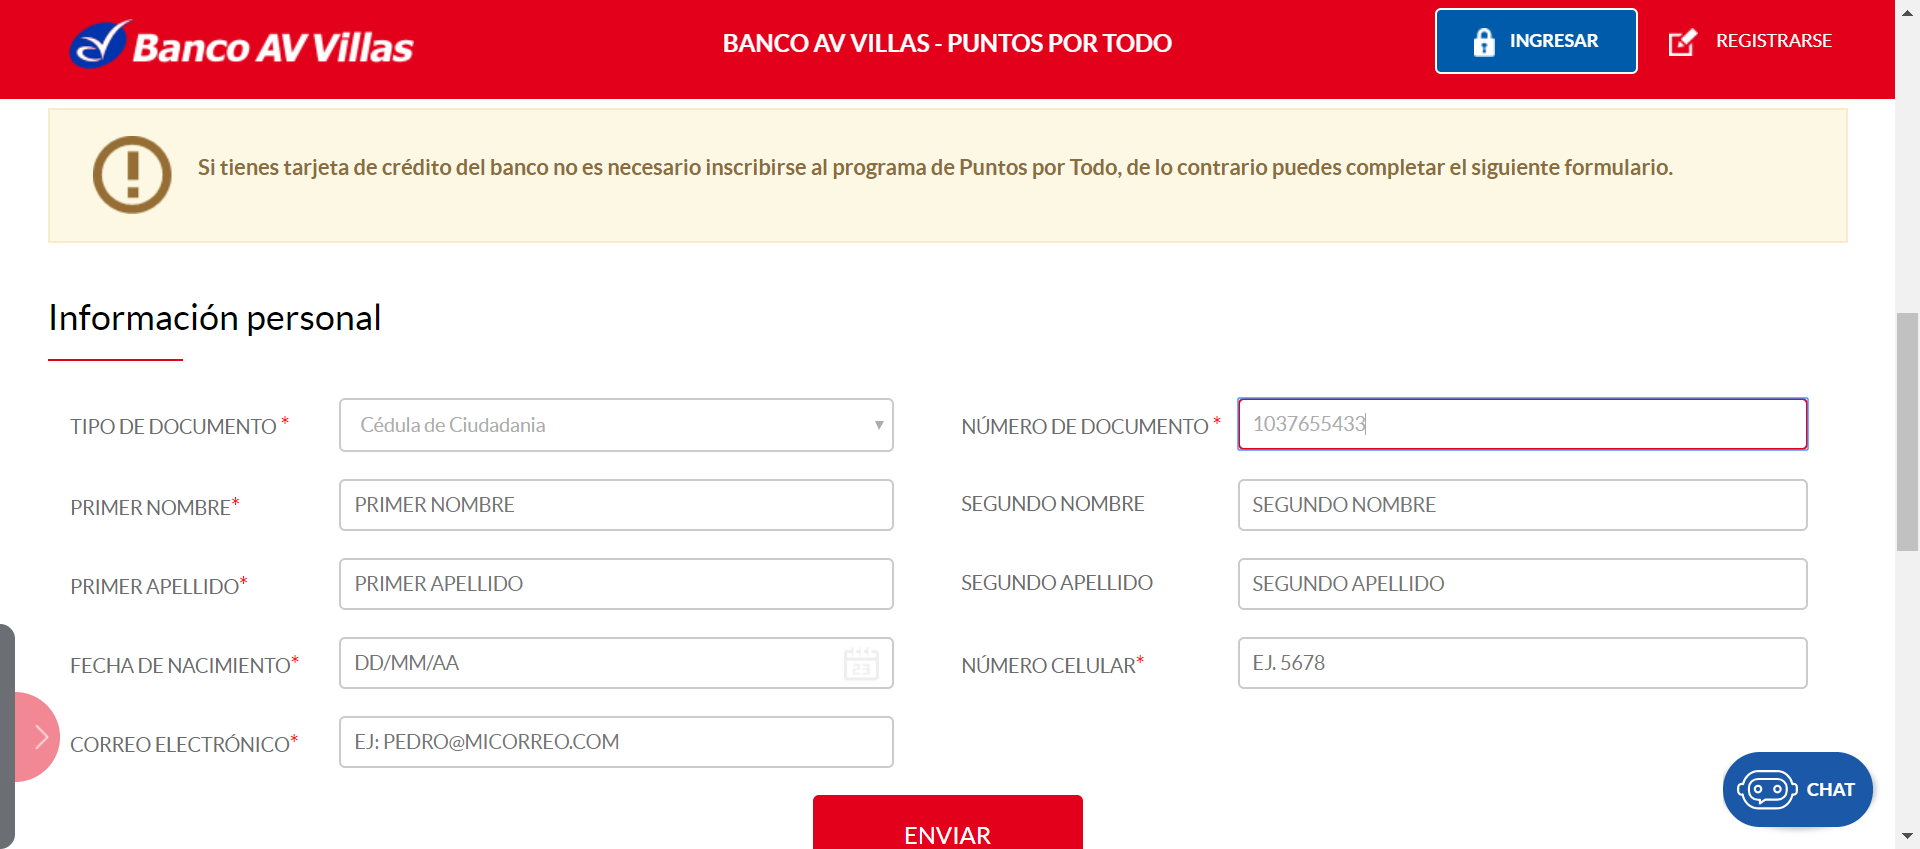 Banco AV Villas
BANCO AV VILLAS - PUNTOS POR TODO
INGRESAR
REGISTRARSE
Si tienes tarjeta de crédito del banco no es necesario inscribirse al programa de Puntos por Todo, de lo contrario puedes completar el siguiente formulario.
Información personal
TIPO DE DOCUMENTO *
Cédula de Ciudadania
NÚMERO DE DOCUMENTO *
1037655433
PRIMER NOMBRE*
PRIMER NOMBRE
SEGUNDO NOMBRE
SEGUNDO NOMBRE
PRIMER APELLIDO*
PRIMER APELLIDO
SEGUNDO APELLIDO
SEGUNDO APELLIDO
FECHA DE NACIMIENTO*
DD/MM/AA
23
NÚMERO CELULAR*
EJ. 5678
CORREO ELECTRÓNICO*
EJ: PEDRO@MICORREO.COM
CHAT
ENVIAR